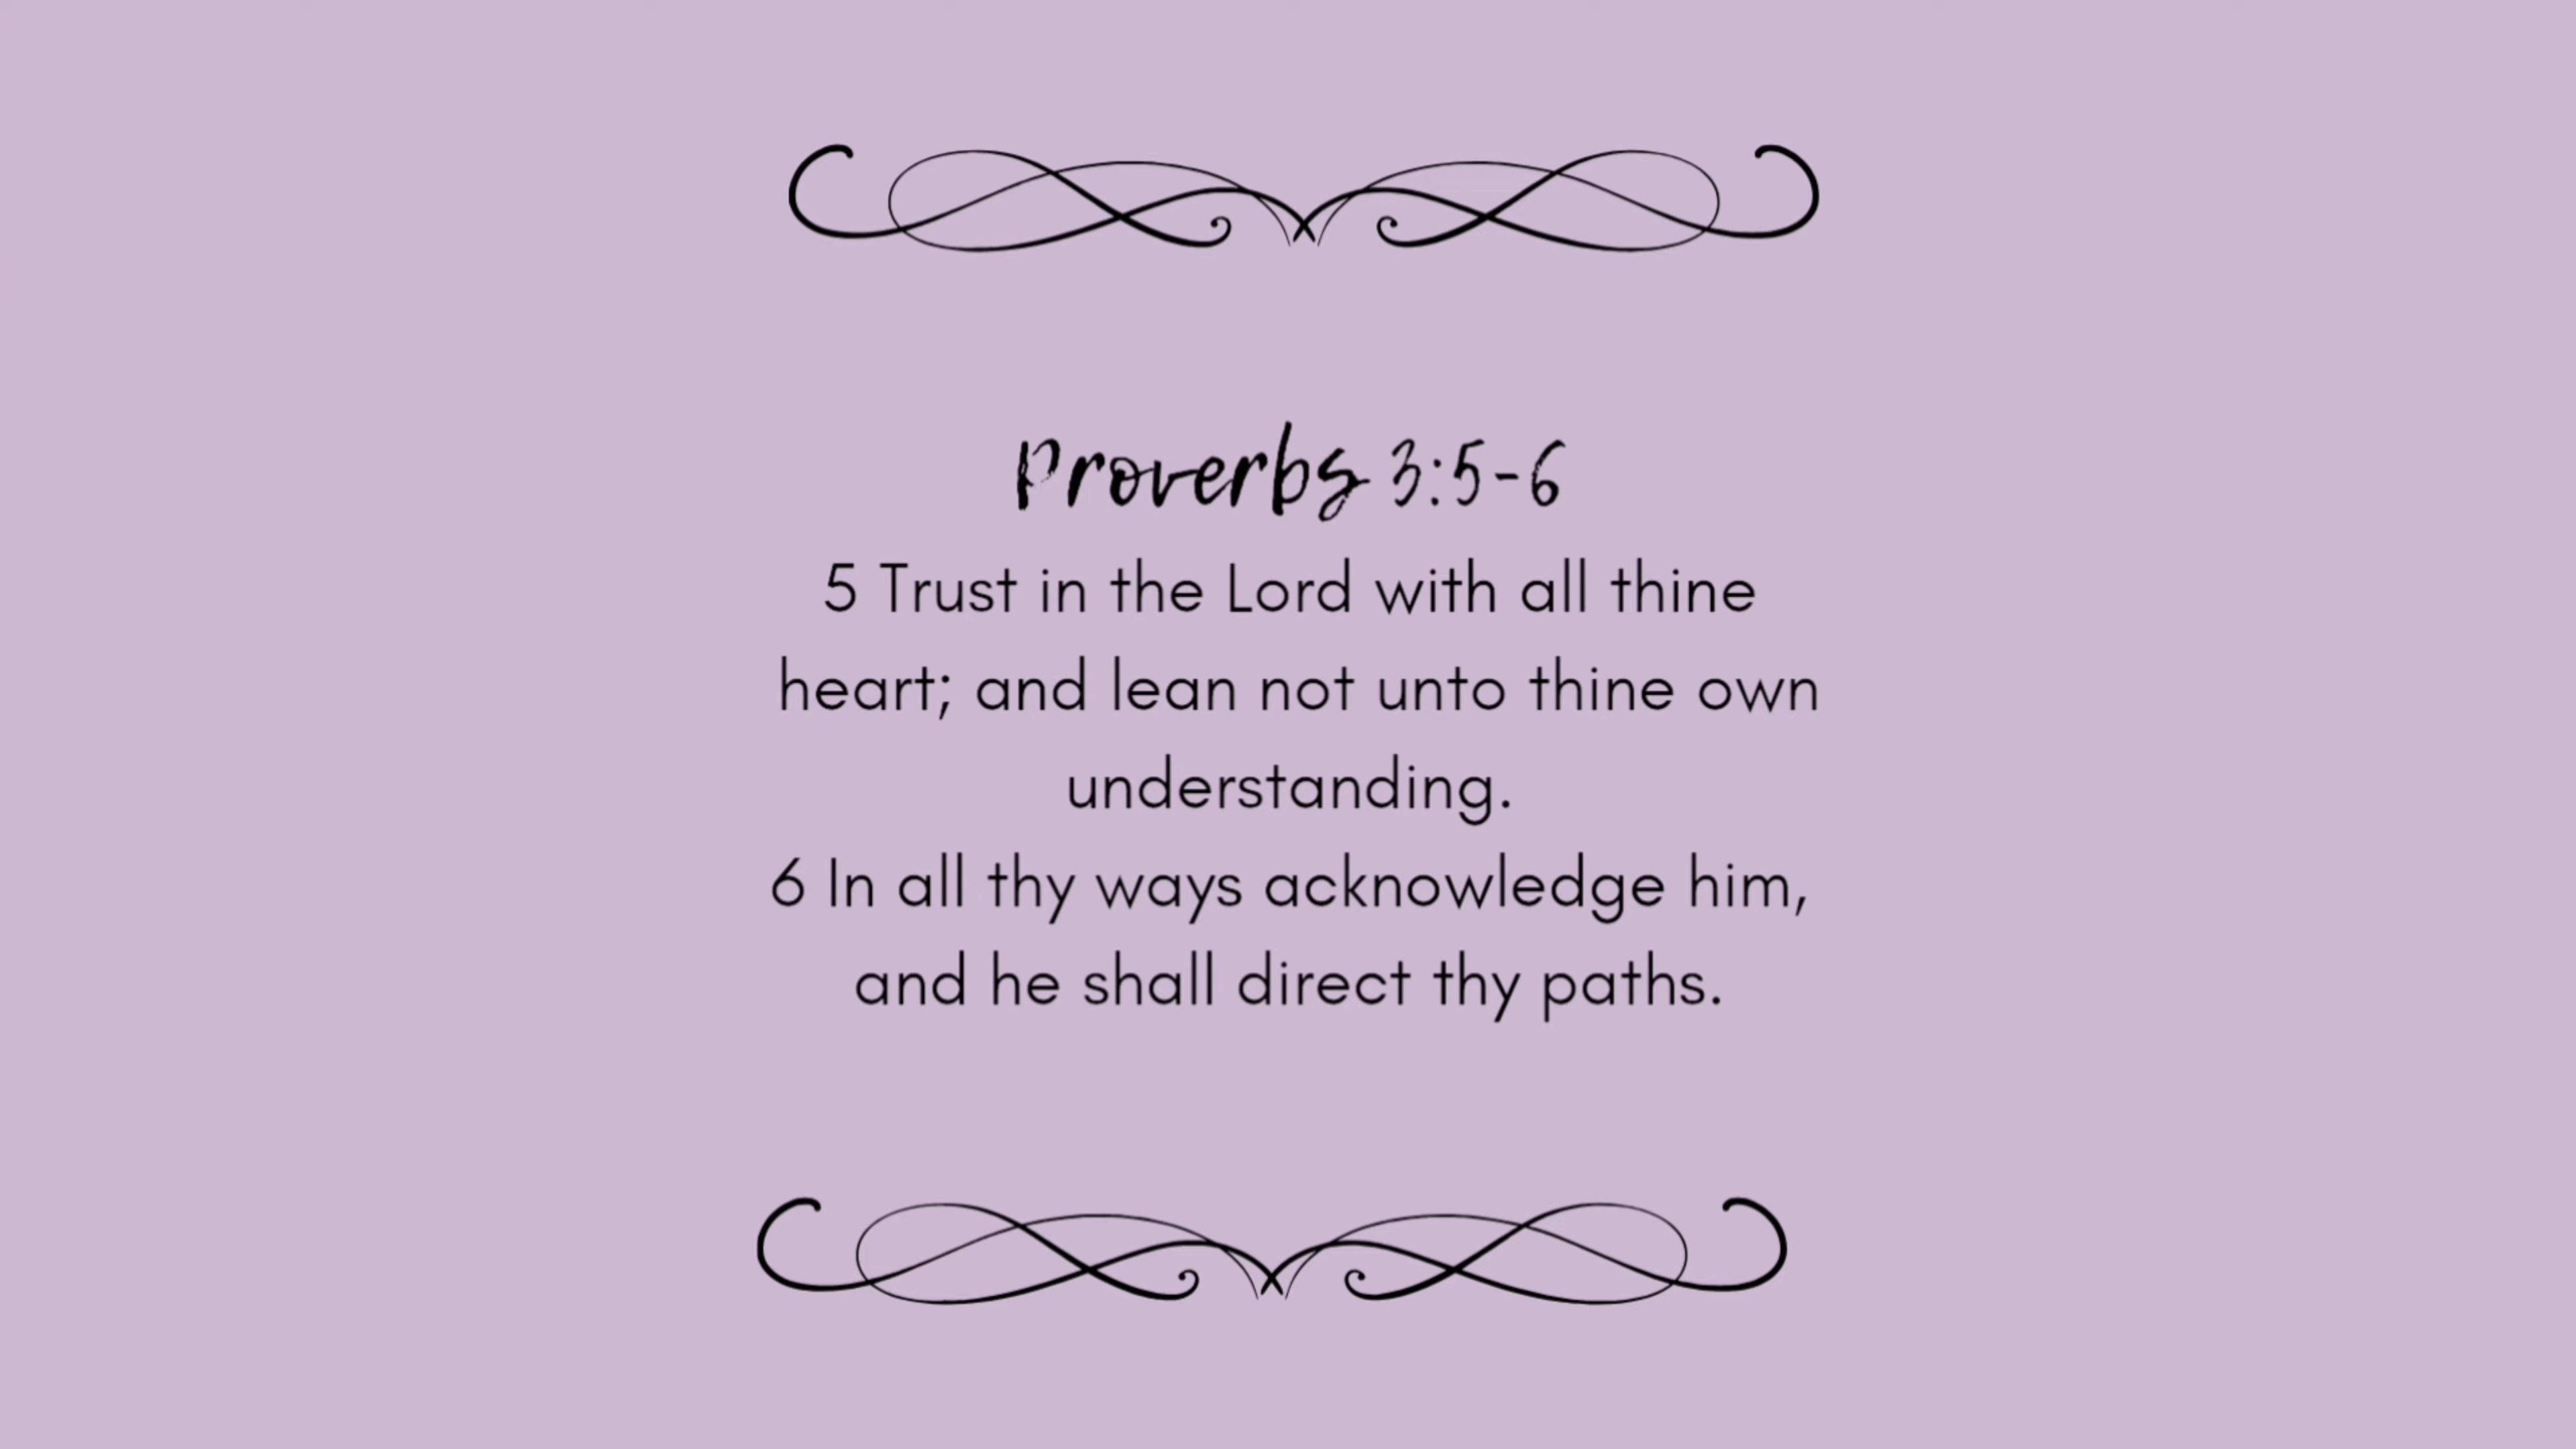 Proverbs 3:5-6
5 Trust in the Lord with all thine
heart; and lean not unto thine own
understanding.
6 In all thy ways acknowledge him,
and he shall direct thy paths.